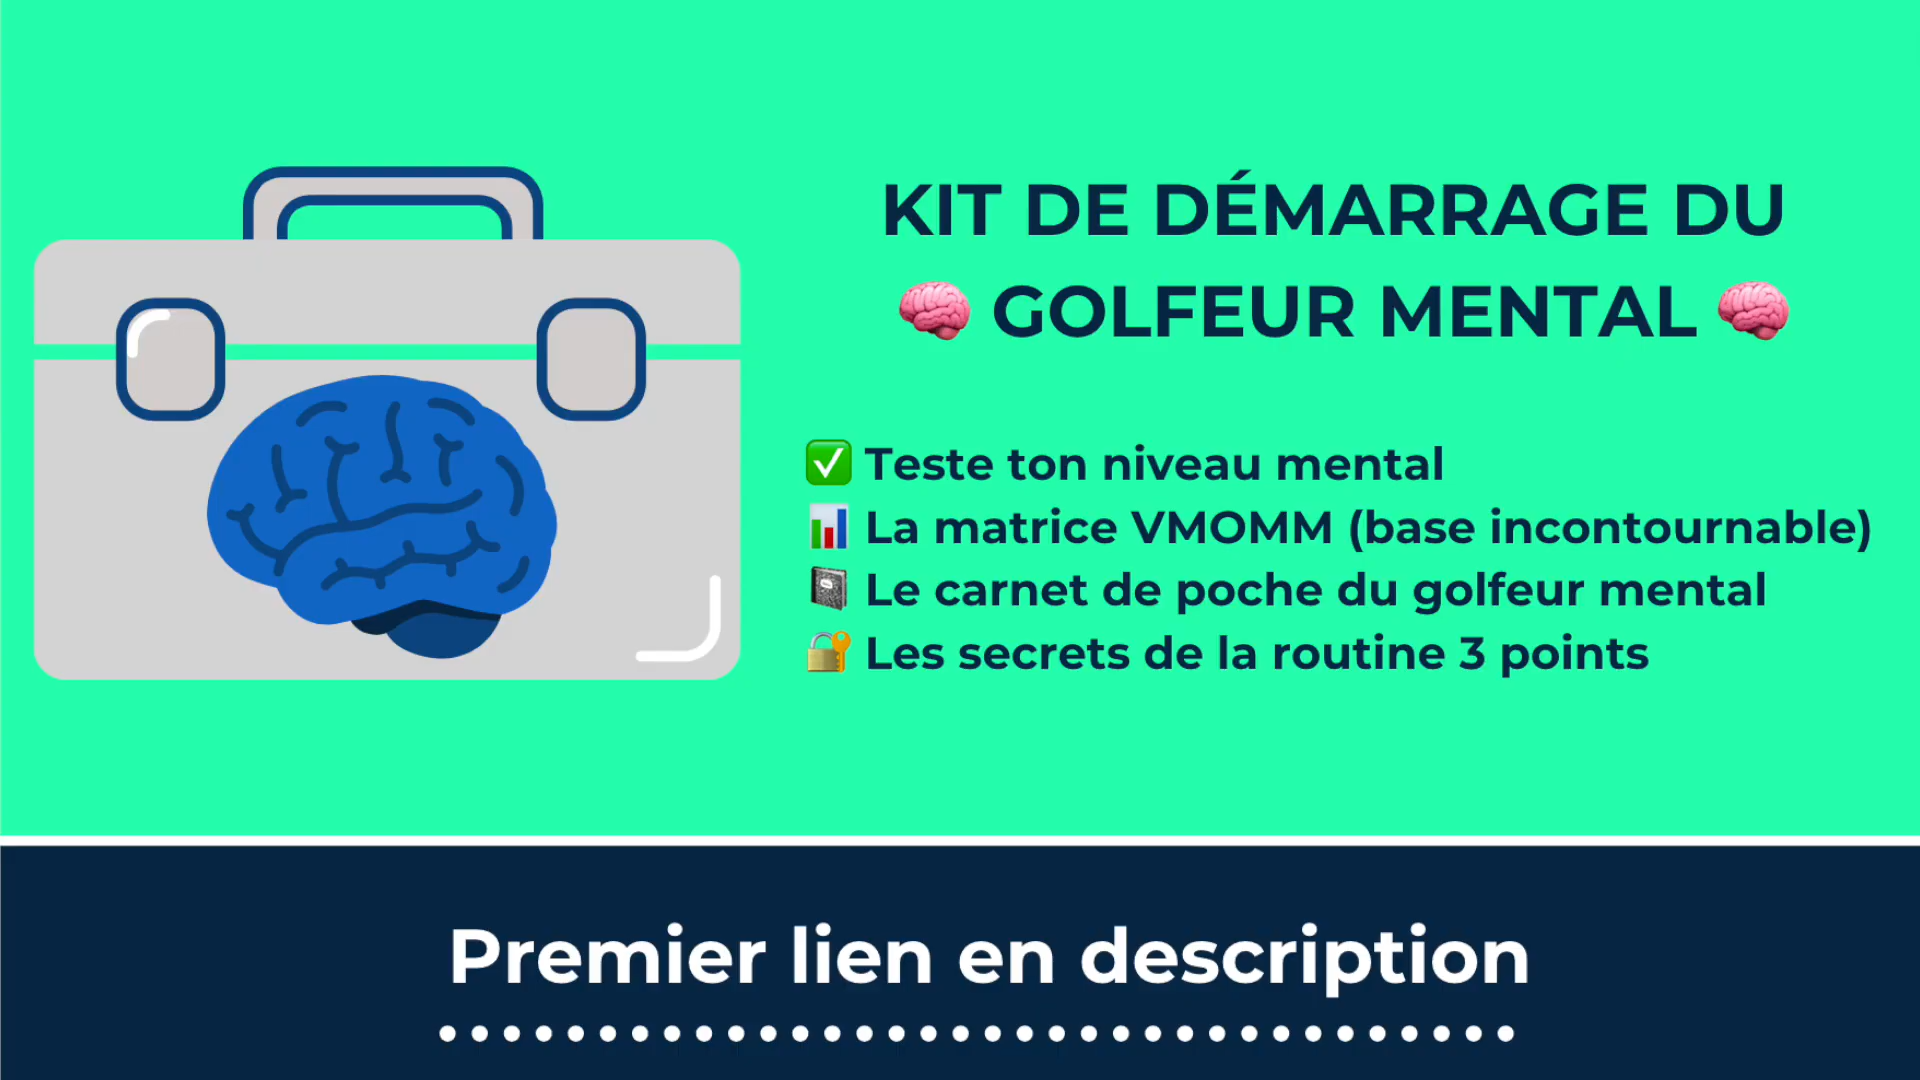 KIT DE DÉMARRAGE DU
🧠 GOLFEUR MENTAL 🧠
✅ Teste ton niveau mental
📊 La matrice VMOMM (base incontournable)
📓 Le carnet de poche du golfeur mental
🔐 Les secrets de la routine 3 points
Premier lien en description